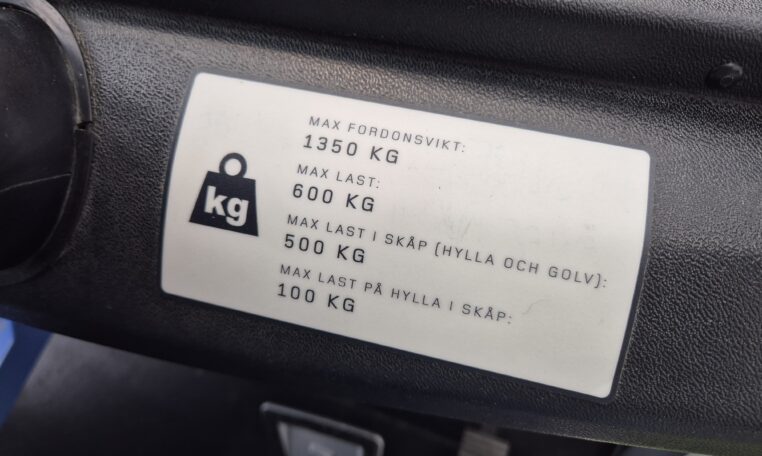 MAX FORDONSVIKT:
1350 KG
MAX LAST:
600 KG
MAX LAST I SKÅP (HYLLA OCH GOLV):
500 KG
MAX LAST PÅ HYLLA I SKÅP:
100 KG
kg